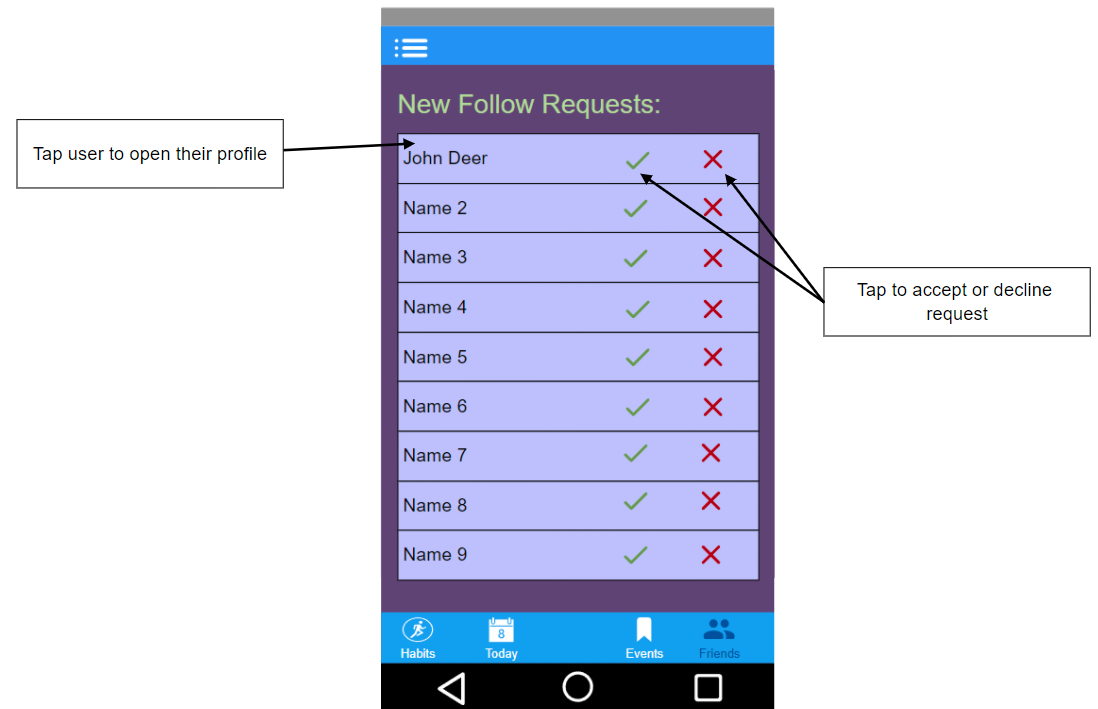 New Follow Requests:
Tap user to open their profile
John Deer
Name 2
Name 3
Name 4
Name 5
Name 6
Name 7
Name 8
Name 9
Tap to accept or decline
request
8
Habits
Today
Events
Friends